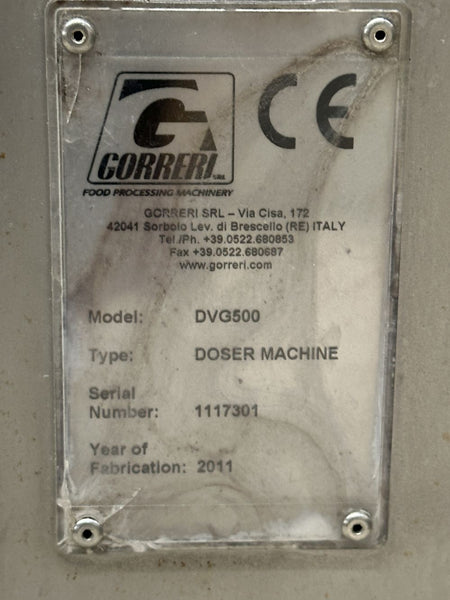 CE
GORRERI SRL
FOOD PROCESSING MACHINERY
GORRERI SRL – Via Cisa, 172
42041 Sorbolo Lev. di Brescello (RE) ITALY
Tel./Ph. +39.0522.680853
Fax +39.0522.680687
www.gorreri.com
Model: DVG500
Type: DOSER MACHINE
Serial
Number: 1117301
Year of
Fabrication: 2011